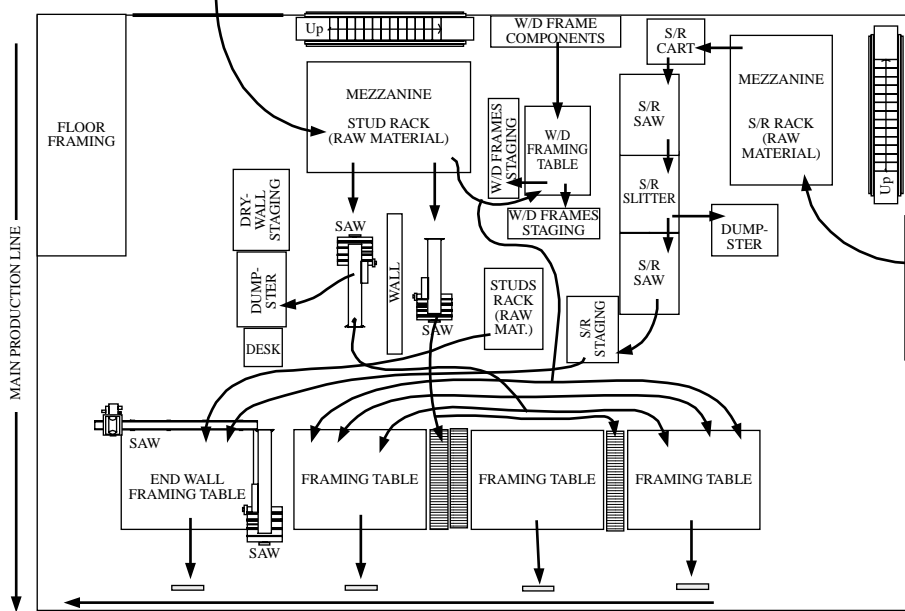 Up
W/D FRAME
COMPONENTS
S/R
CART
MEZZANINE
STUD RACK
(RAW MATERIAL)
MEZZANINE
S/R RACK
(RAW
MATERIAL)
FLOOR
FRAMING
W/D FRAMES
STAGING
W/D
FRAMING
TABLE
S/R
SAW
Up
S/R
SLITTER
DRY-
WALL
STAGING
W/D FRAMES
STAGING
SAW
DUMP-
STER
S/R
SAW
DUMP-
STER
WALL
STUDS
RACK
(RAW
MAT.)
SAW
S/R
STAGING
DESK
MAIN PRODUCTION LINE
SAW
END WALL
FRAMING TABLE
FRAMING TABLE
FRAMING TABLE
FRAMING TABLE
SAW